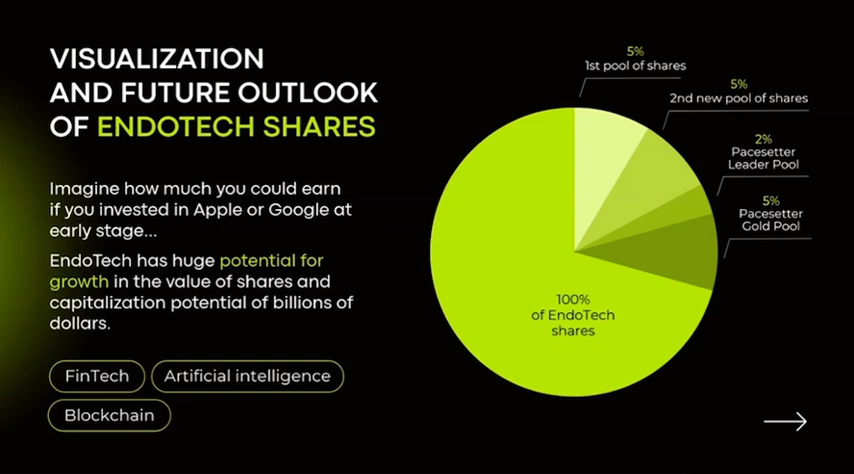 VISUALIZATION
AND FUTURE OUTLOOK
OF ENDOTECH SHARES
Imagine how much you could earn
if you invested in Apple or Google at
early stage...
EndoTech has huge potential for
growth in the value of shares and
capitalization potential of billions of
dollars.
FinTech
Artificial intelligence
Blockchain
5%
1st pool of shares
5%
2nd new pool of shares
2%
Pacesetter
Leader Pool
5%
Pacesetter
Gold Pool
100%
of EndoTech
shares